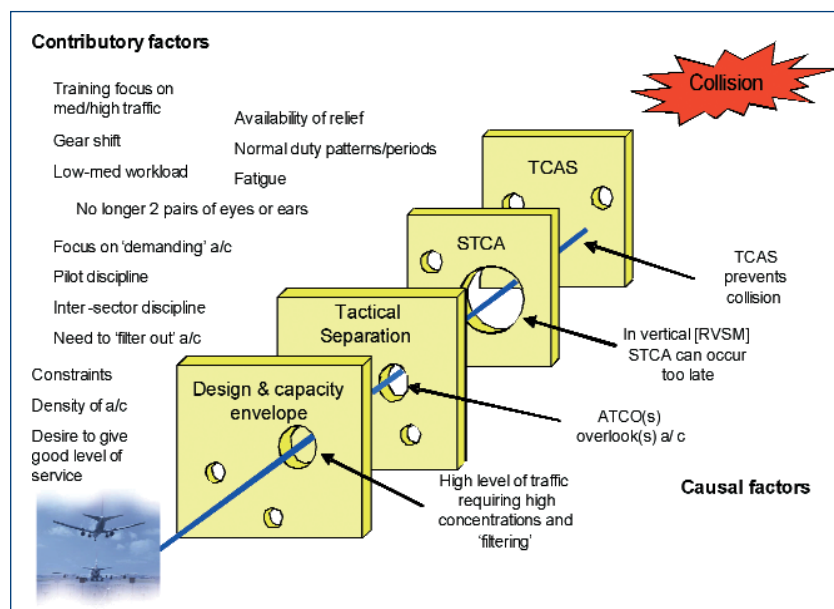 Contributory factors
Training focus on
med/high traffic
Gear shift
Low-med workload
Availability of relief
Normal duty patterns/periods
Fatigue
No longer 2 pairs of eyes or ears
Focus on ‘demanding’ a/c
Pilot discipline
Inter-sector discipline
Need to ‘filter out’ a/c
Constraints
Density of a/c
Desire to give
good level of
service
Collision
TCAS
STCA
Tactical
Separation
Design & capacity
envelope
TCAS
prevents
collision
In vertical [RVSM]
STCA can occur
too late
ATCO(s)
overlook(s) a/c
High level of traffic
requiring high
concentrations and
‘filtering’
Causal factors